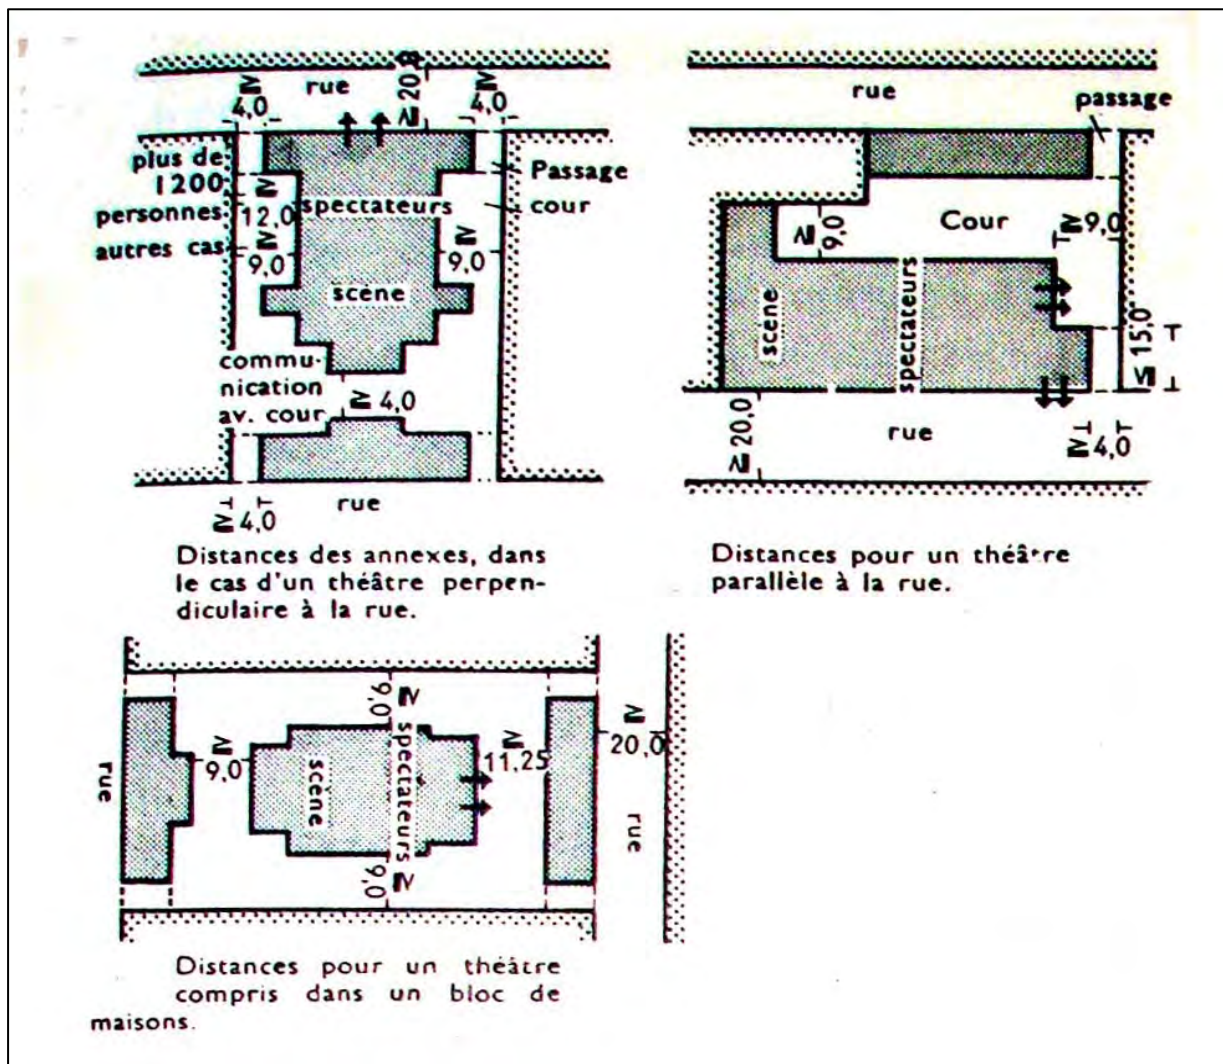 rue
≧ 4,0
≧ 20,0
≧ 4,0
plus de
1200
personnes
autres cas
≧ 12,0
≧ 9,0
spectateurs
scène
≧ 9,0
Passage
cour
commu-
nication
av. cour
≧ 4,0
≧ 4,0
rue
Distances des annexes, dans
le cas d'un théâtre perpen-
diculaire à la rue.
rue
passage
Cour
≧ 9,0
≧ 9,0
scène
spectateurs
≦ 15,0
≧ 20,0
rue
≧ 4,0
Distances pour un théâtre
parallèle à la rue.
rue
≧ 9,0
scène
spectateurs
9,0 ≧
9,0 ≧
≧ 11,25
≧ 20,0
rue
Distances pour un théâtre
compris dans un bloc de
maisons.